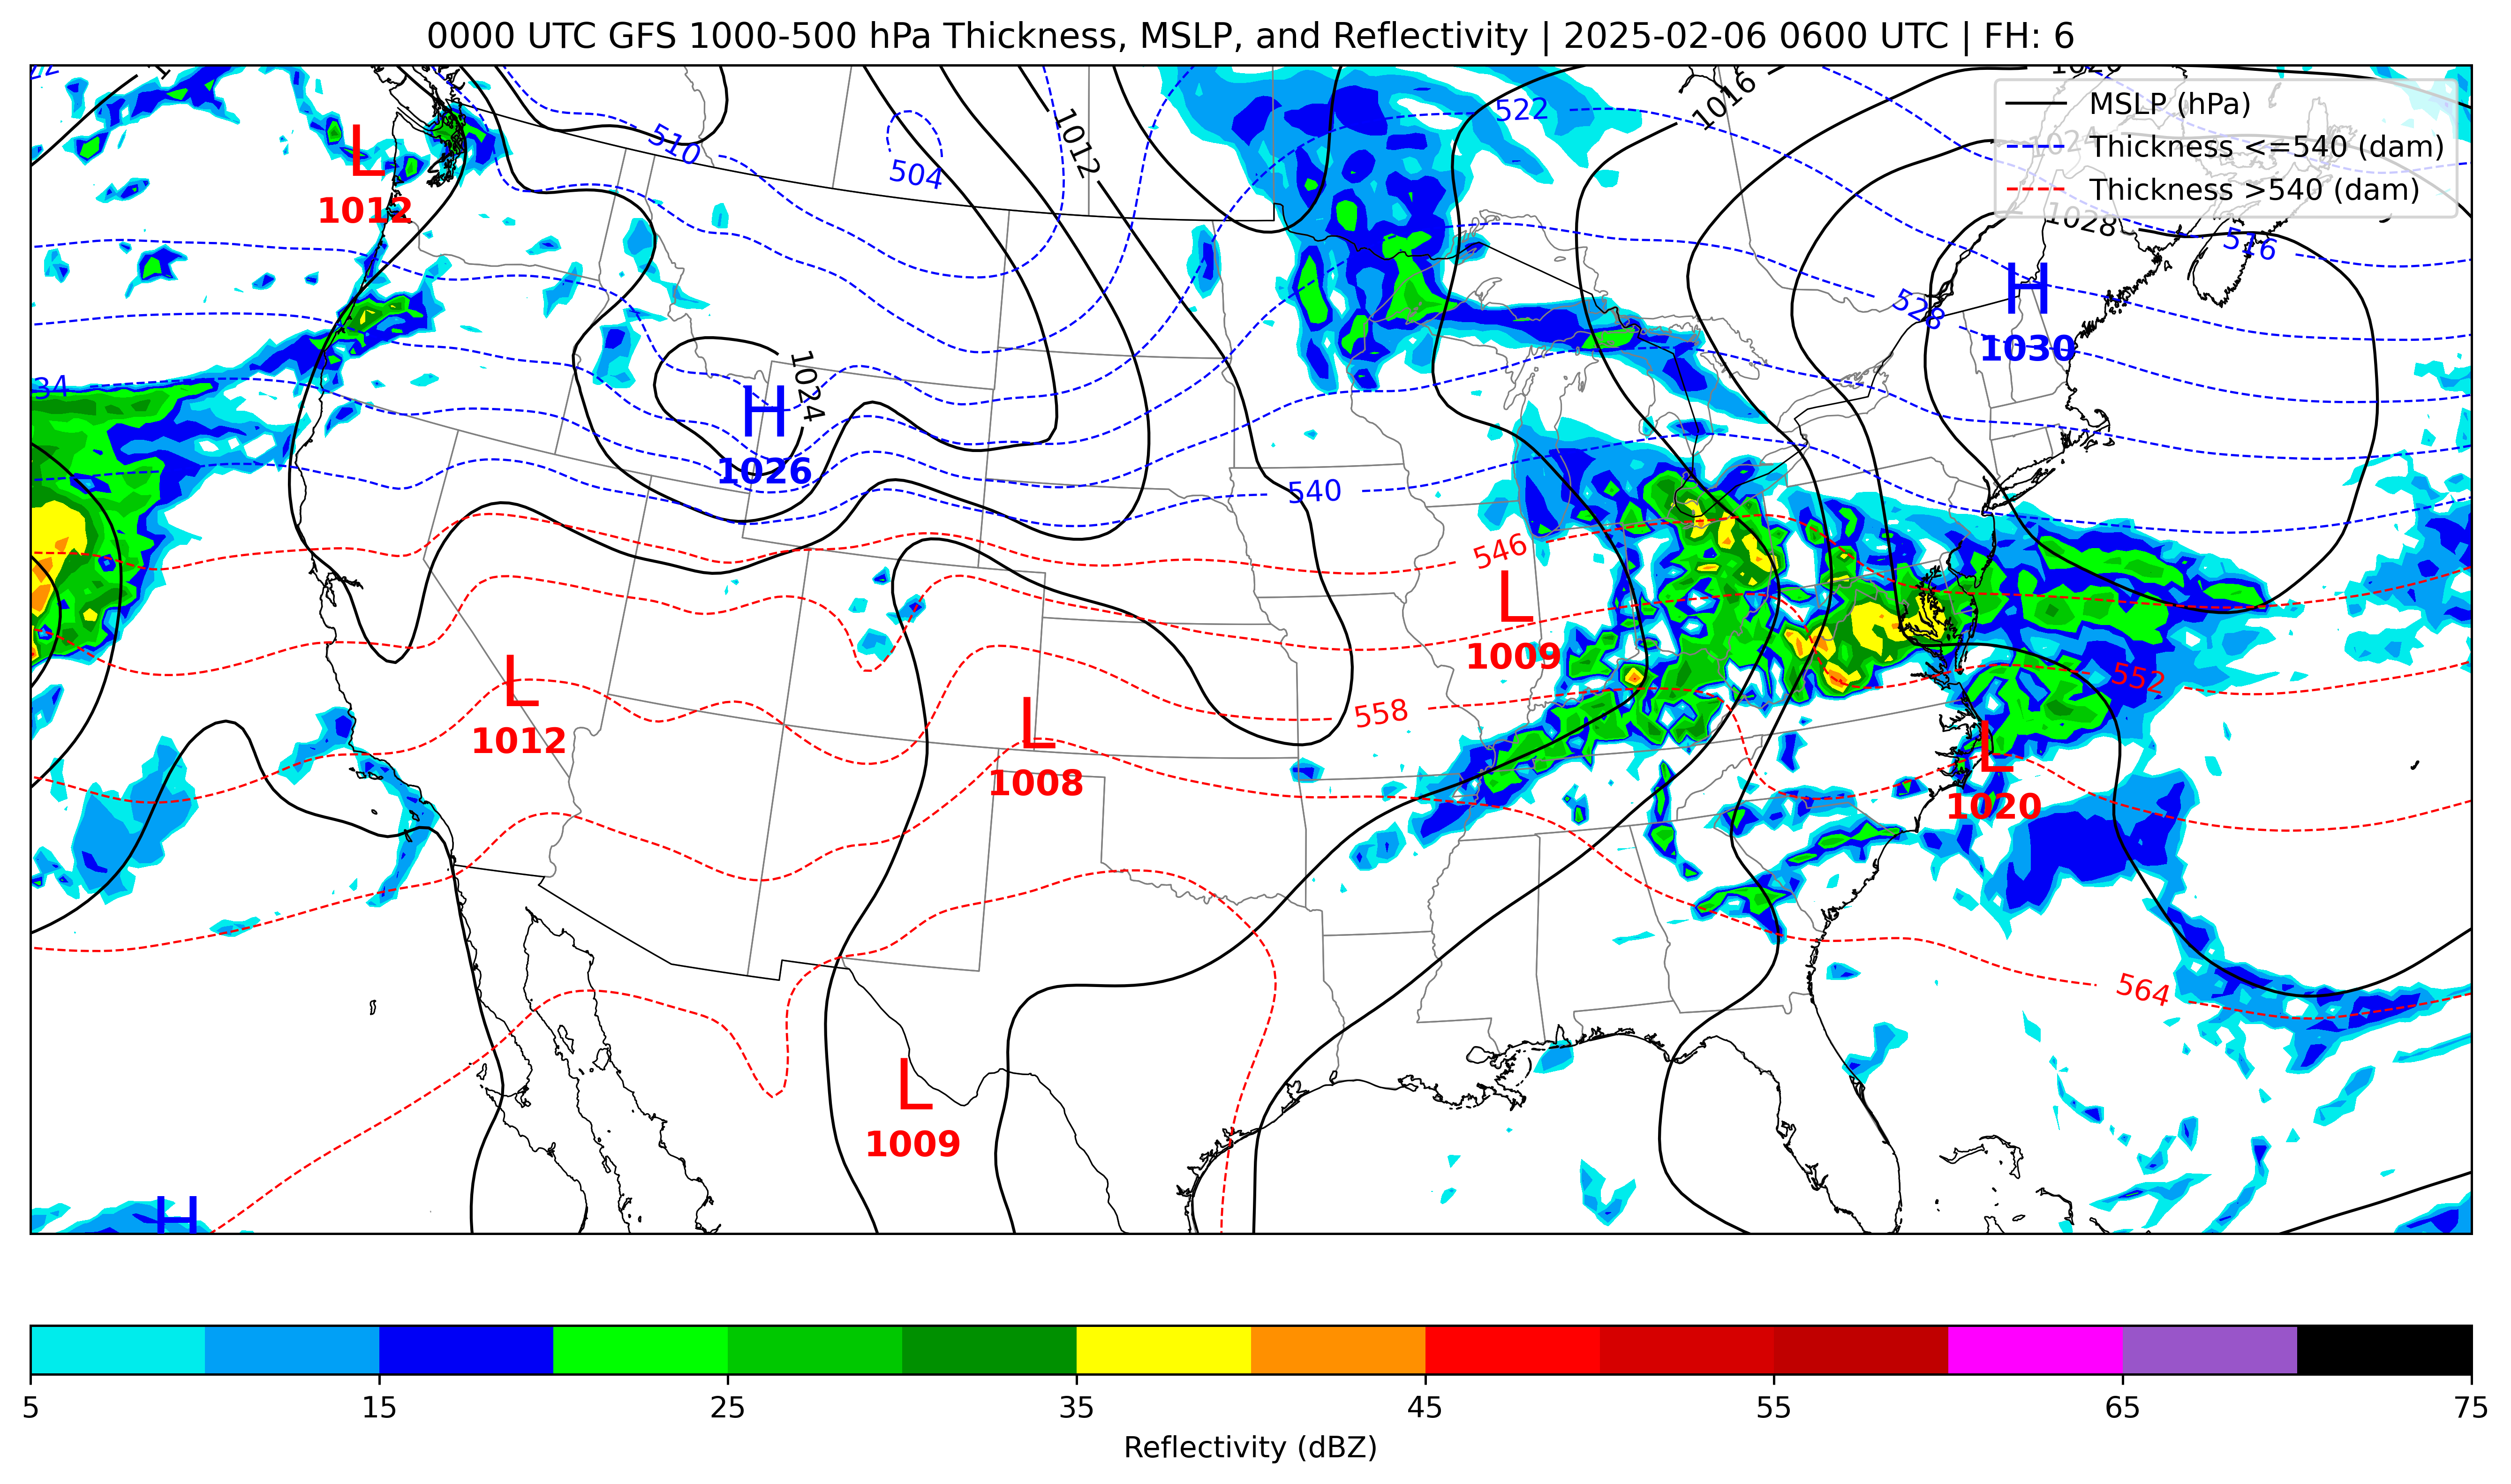 0000 UTC GFS 1000-500 hPa Thickness, MSLP, and Reflectivity | 2025-02-06 0600 UTC | FH: 6
MSLP (hPa)
Thickness <=540 (dam)
Thickness >540 (dam)
1016
1012
522
510
504
1024
1028
516
528
L
1012
H
1030
1024
H
1026
34
540
546
L
1009
552
L
1012
L
1008
558
L
1020
564
L
1009
H
5 15 25 35 45 55 65 75
Reflectivity (dBZ)